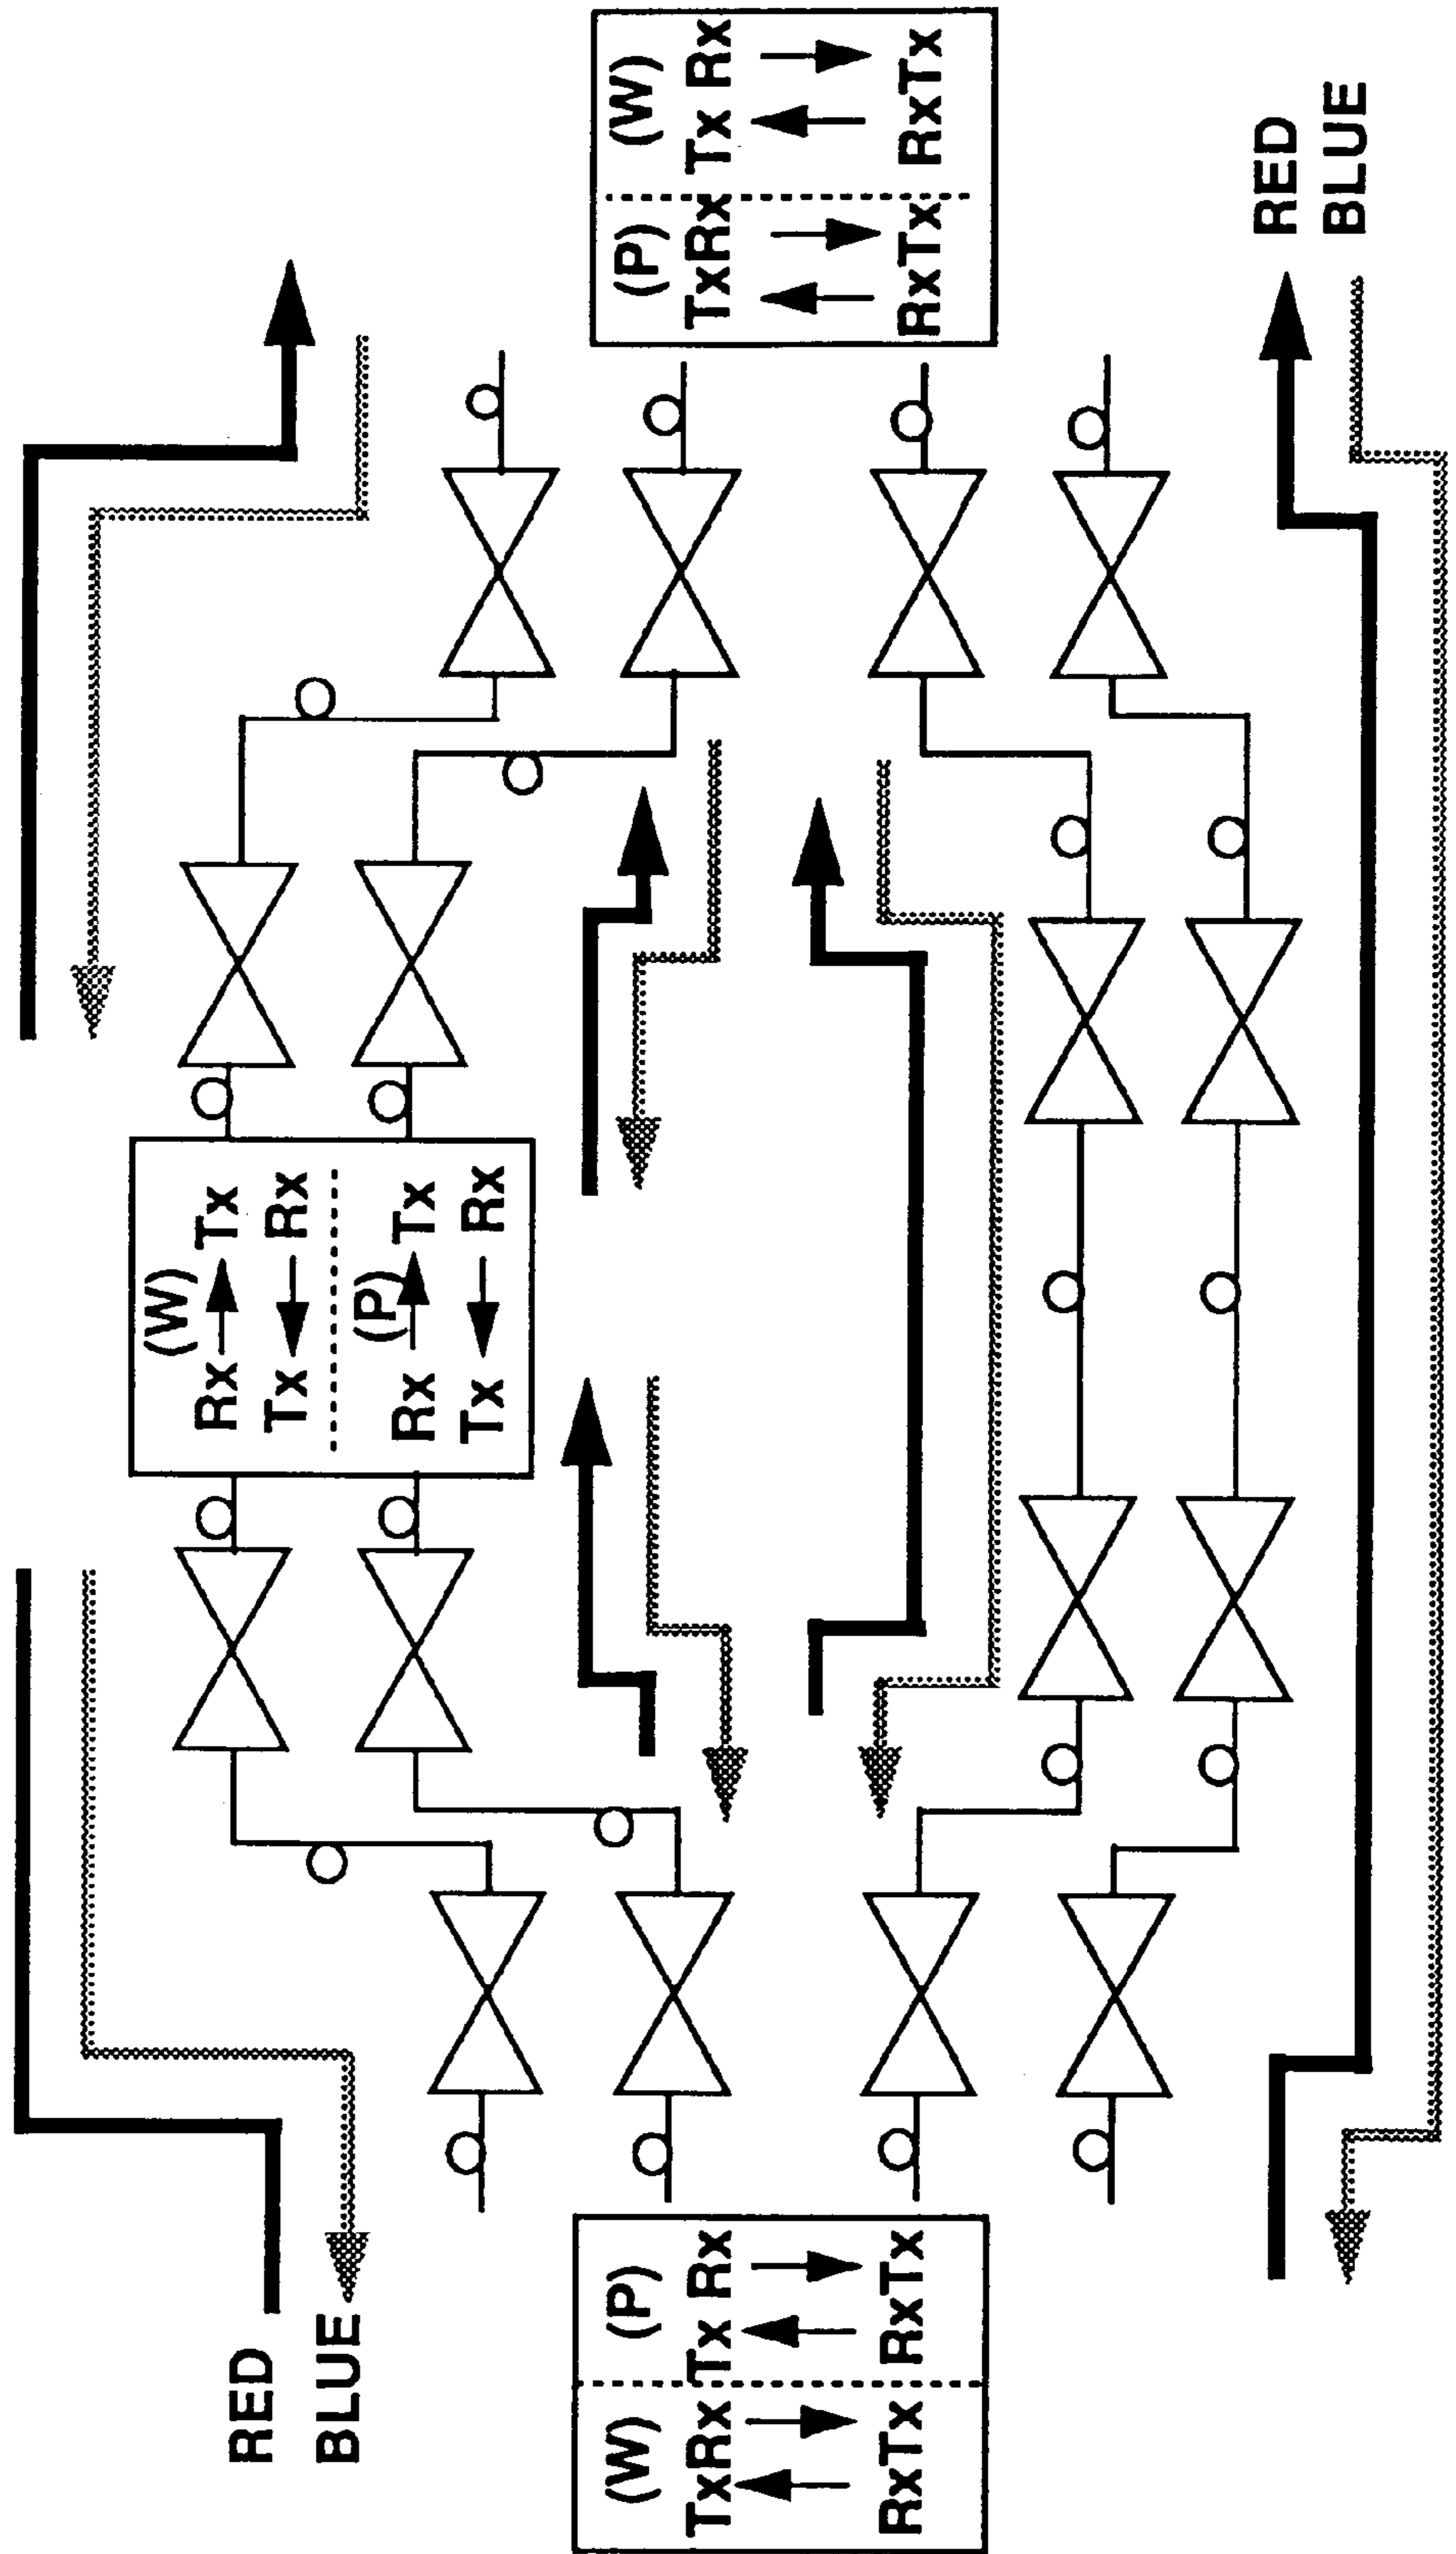 (W)
Rx Tx
Tx Rx
(P)
Rx Tx
Tx Rx
RED
BLUE
(W) (P)
TxRx Tx Rx
RxTx RxTx
(P) (W)
TxRx Tx Rx
RxTx RxTx
RED
BLUE